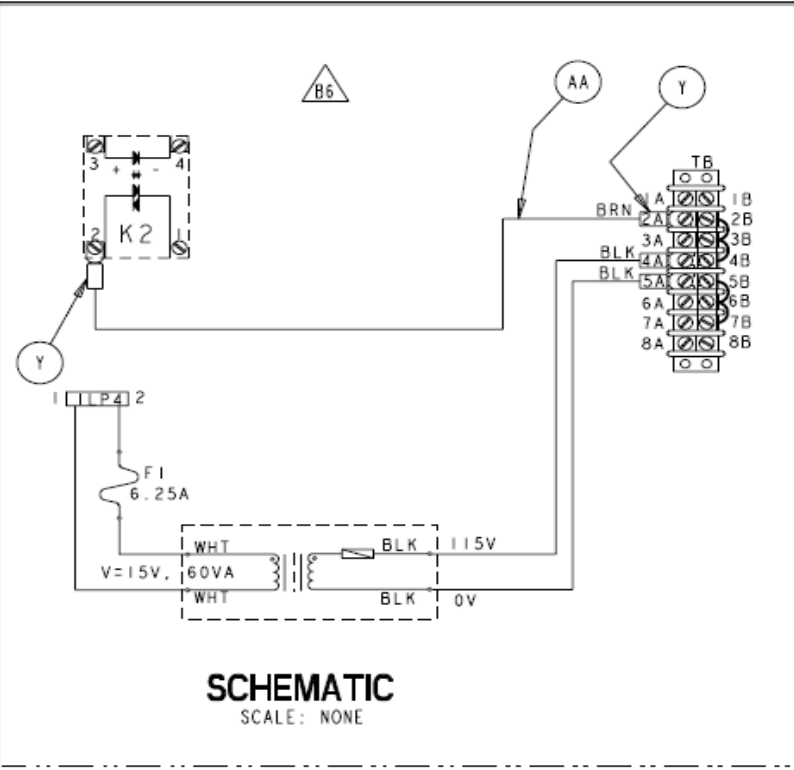 B6
AA
Y
TB
3 4
+ -
1A 1B
BRN 2A 2B
2 K2 1
3A 3B
BLK 4A 4B
BLK 5A 5B
6A 6B
7A 7B
8A 8B
Y
1 ILP4 2
F1
6.25A
WHT BLK 115V
V=15V, 60VA
WHT BLK 0V
SCHEMATIC
SCALE: NONE